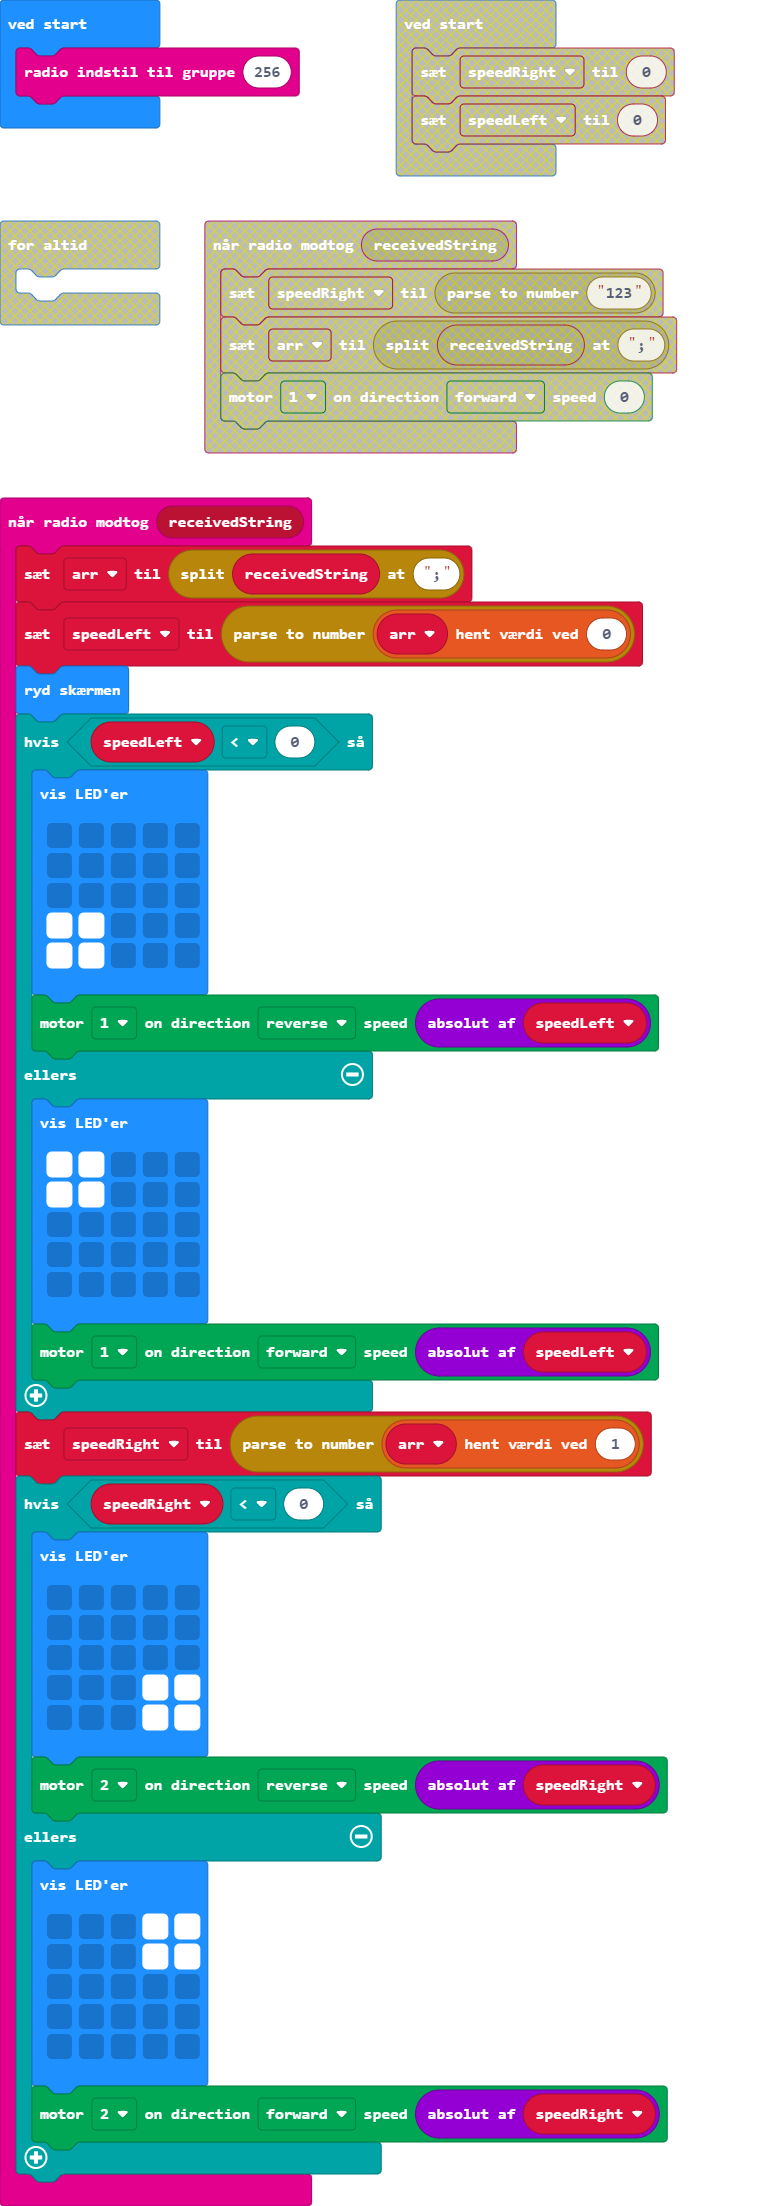 ved start
radio indstil til gruppe 256
ved start
sæt speedRight til 0
sæt speedLeft til 0
for altid
når radio modtog receivedString
sæt speedRight til parse to number "123"
sæt arr til split receivedString at ";"
motor 1 on direction forward speed 0
når radio modtog receivedString
sæt arr til split receivedString at ";"
sæt speedLeft til parse to number arr hent værdi ved 0
ryd skærmen
hvis speedLeft < 0 så
vis LED'er
motor 1 on direction reverse speed absolut af speedLeft
ellers
vis LED'er
motor 1 on direction forward speed absolut af speedLeft
sæt speedRight til parse to number arr hent værdi ved 1
hvis speedRight < 0 så
vis LED'er
motor 2 on direction reverse speed absolut af speedRight
ellers
vis LED'er
motor 2 on direction forward speed absolut af speedRight